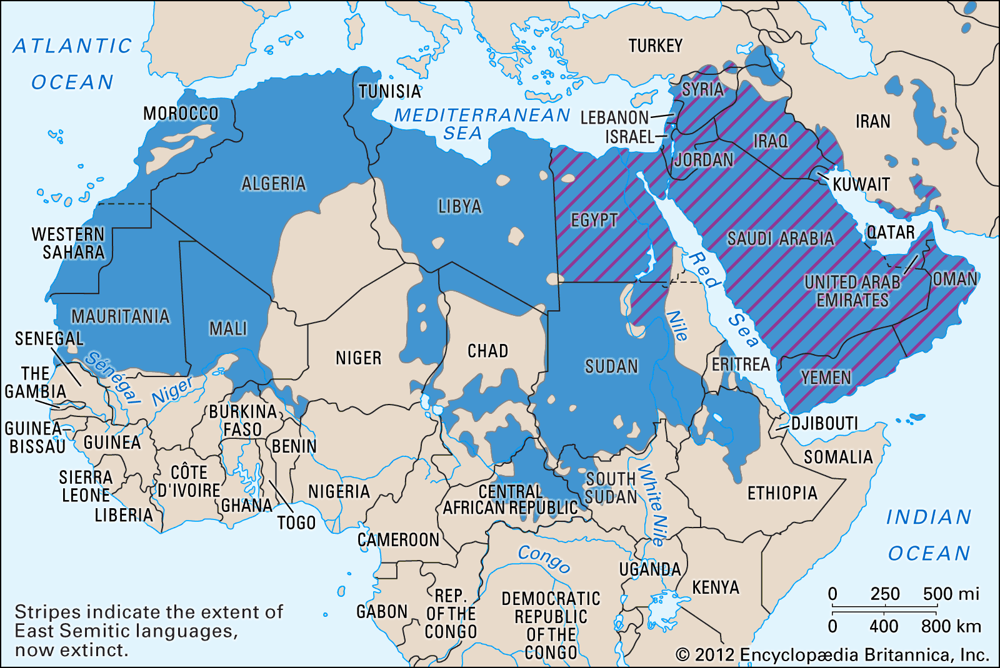 ATLANTIC
OCEAN
TURKEY
TUNISIA
SYRIA
MOROCCO
MEDITERRANEAN
SEA
LEBANON
ISRAEL
IRAN
IRAQ
JORDAN
ALGERIA
KUWAIT
LIBYA
EGYPT
WESTERN
SAHARA
SAUDI ARABIA
QATAR
Red Sea
UNITED ARAB
EMIRATES
OMAN
MAURITANIA
MALI
Nile
SENEGAL
Sénégal
NIGER
CHAD
SUDAN
ERITREA
YEMEN
THE
GAMBIA
Niger
BURKINA
FASO
DJIBOUTI
GUINEA–
BISSAU
GUINEA
BENIN
SOMALIA
SIERRA
LEONE
CÔTE
D'IVOIRE
GHANA
NIGERIA
CENTRAL
AFRICAN REPUBLIC
SOUTH
SUDAN
White Nile
ETHIOPIA
LIBERIA
TOGO
INDIAN
OCEAN
CAMEROON
Congo
UGANDA
KENYA
GABON
REP.
OF THE
CONGO
DEMOCRATIC
REPUBLIC
OF THE
CONGO
0 250 500 mi
0 400 800 km
Stripes indicate the extent of
East Semitic languages,
now extinct.
© 2012 Encyclopædia Britannica, Inc.